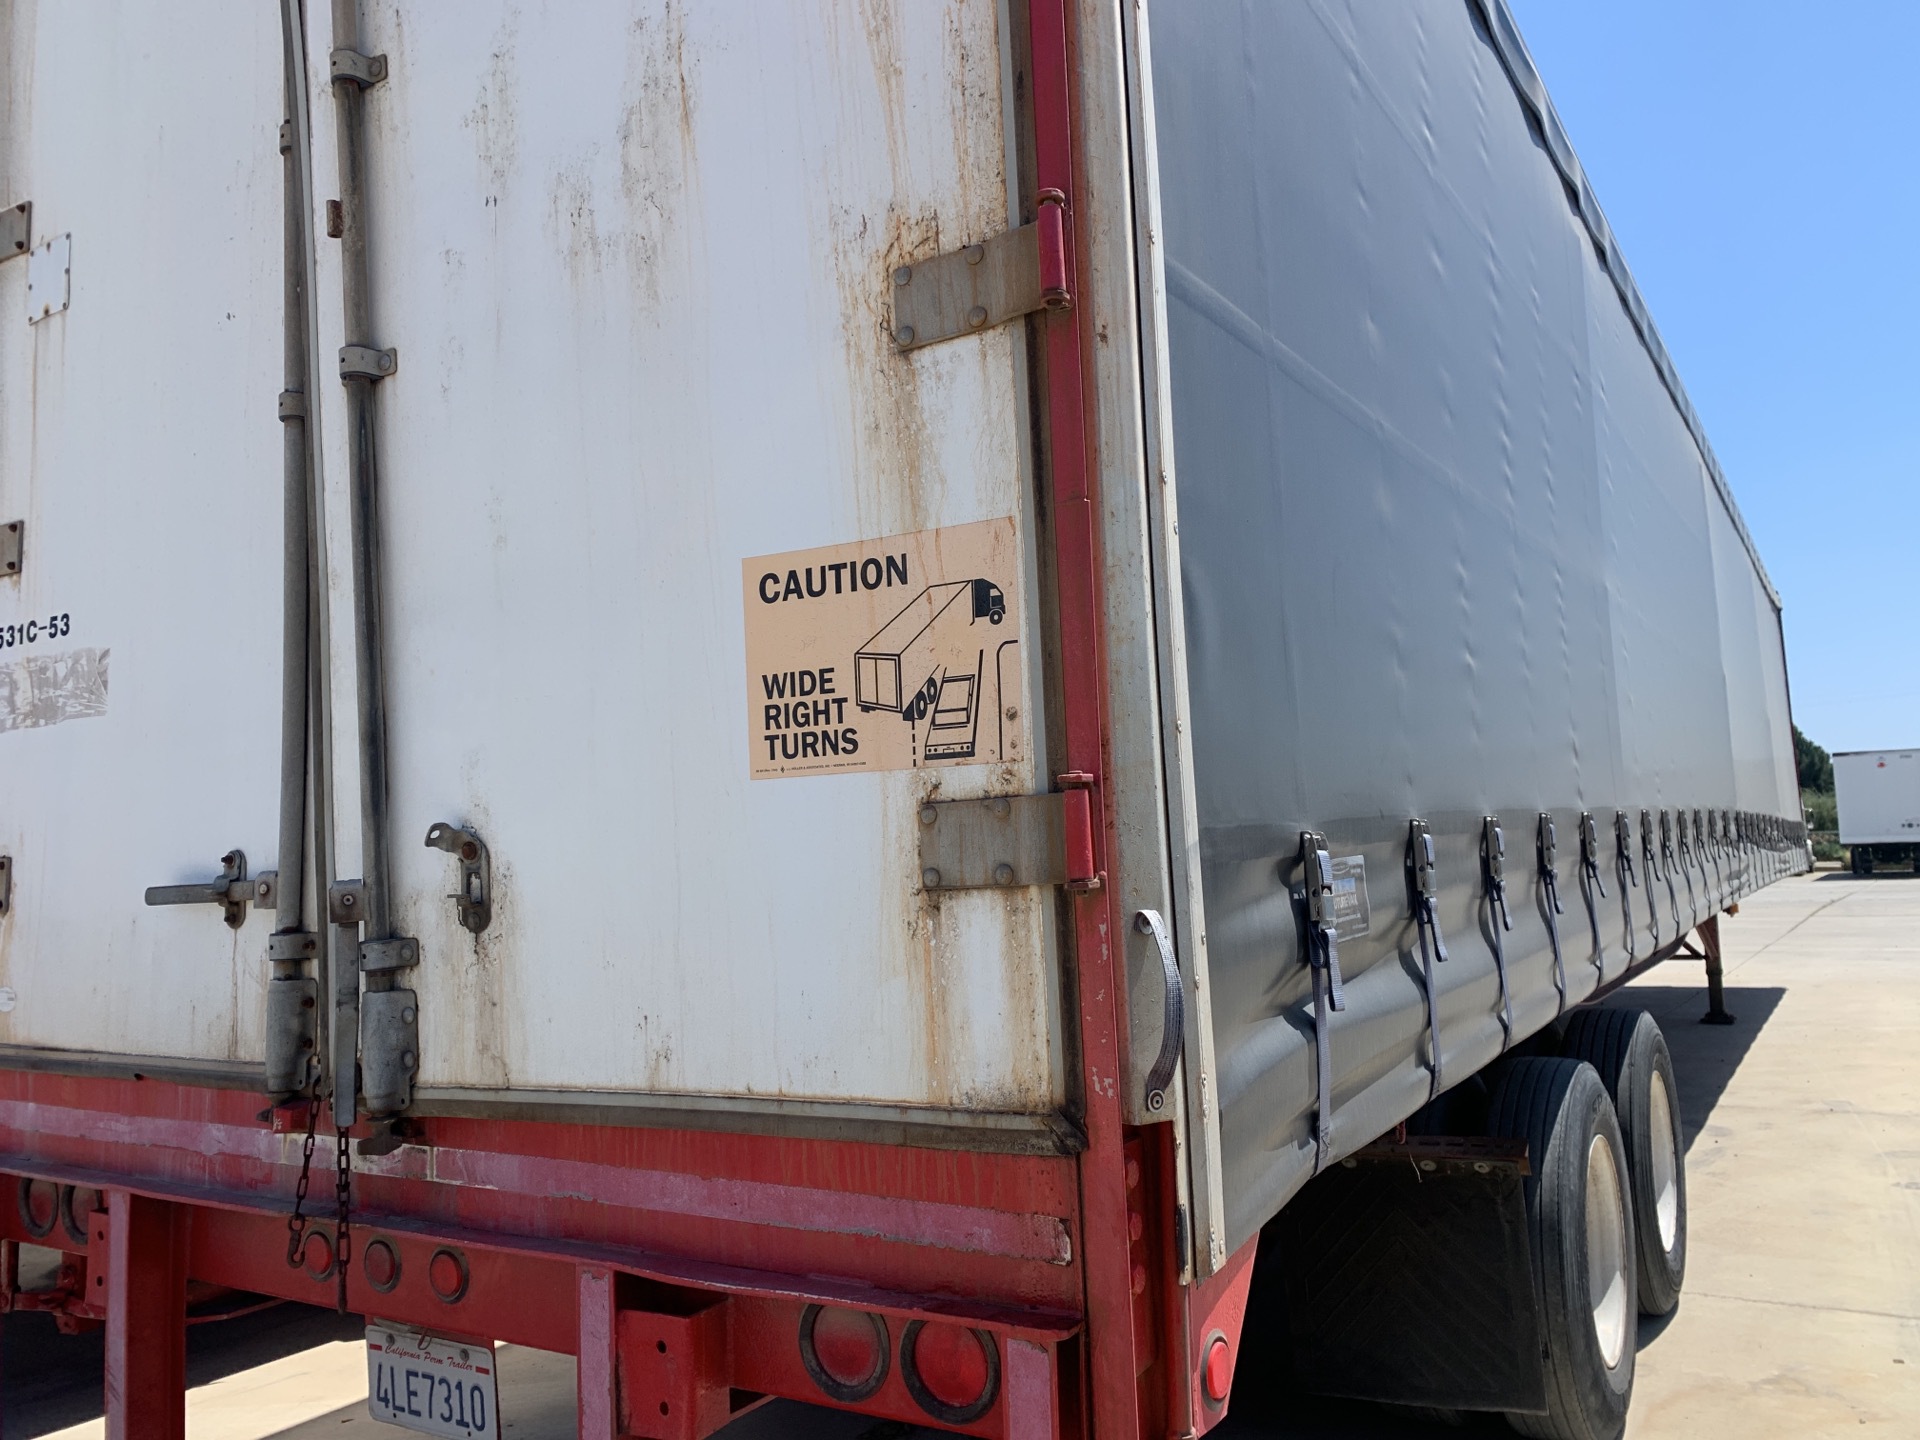 531C-53
CAUTION
WIDE
RIGHT
TURNS
California Perm Trailer
4LE7310